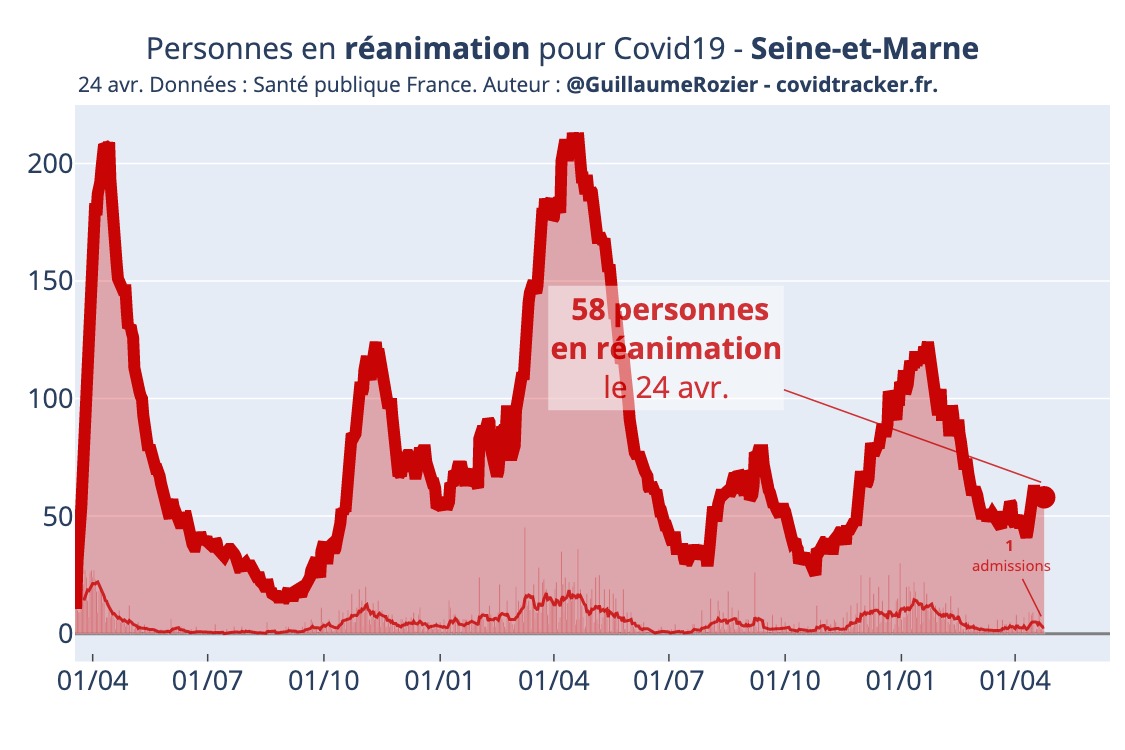 Personnes en réanimation pour Covid19 - Seine-et-Marne
24 avr. Données : Santé publique France. Auteur : @GuillaumeRozier - covidtracker.fr.
200
150
58 personnes
en réanimation
le 24 avr.
100
50
1
admissions
0
01/04 01/07 01/10 01/01 01/04 01/07 01/10 01/01 01/04